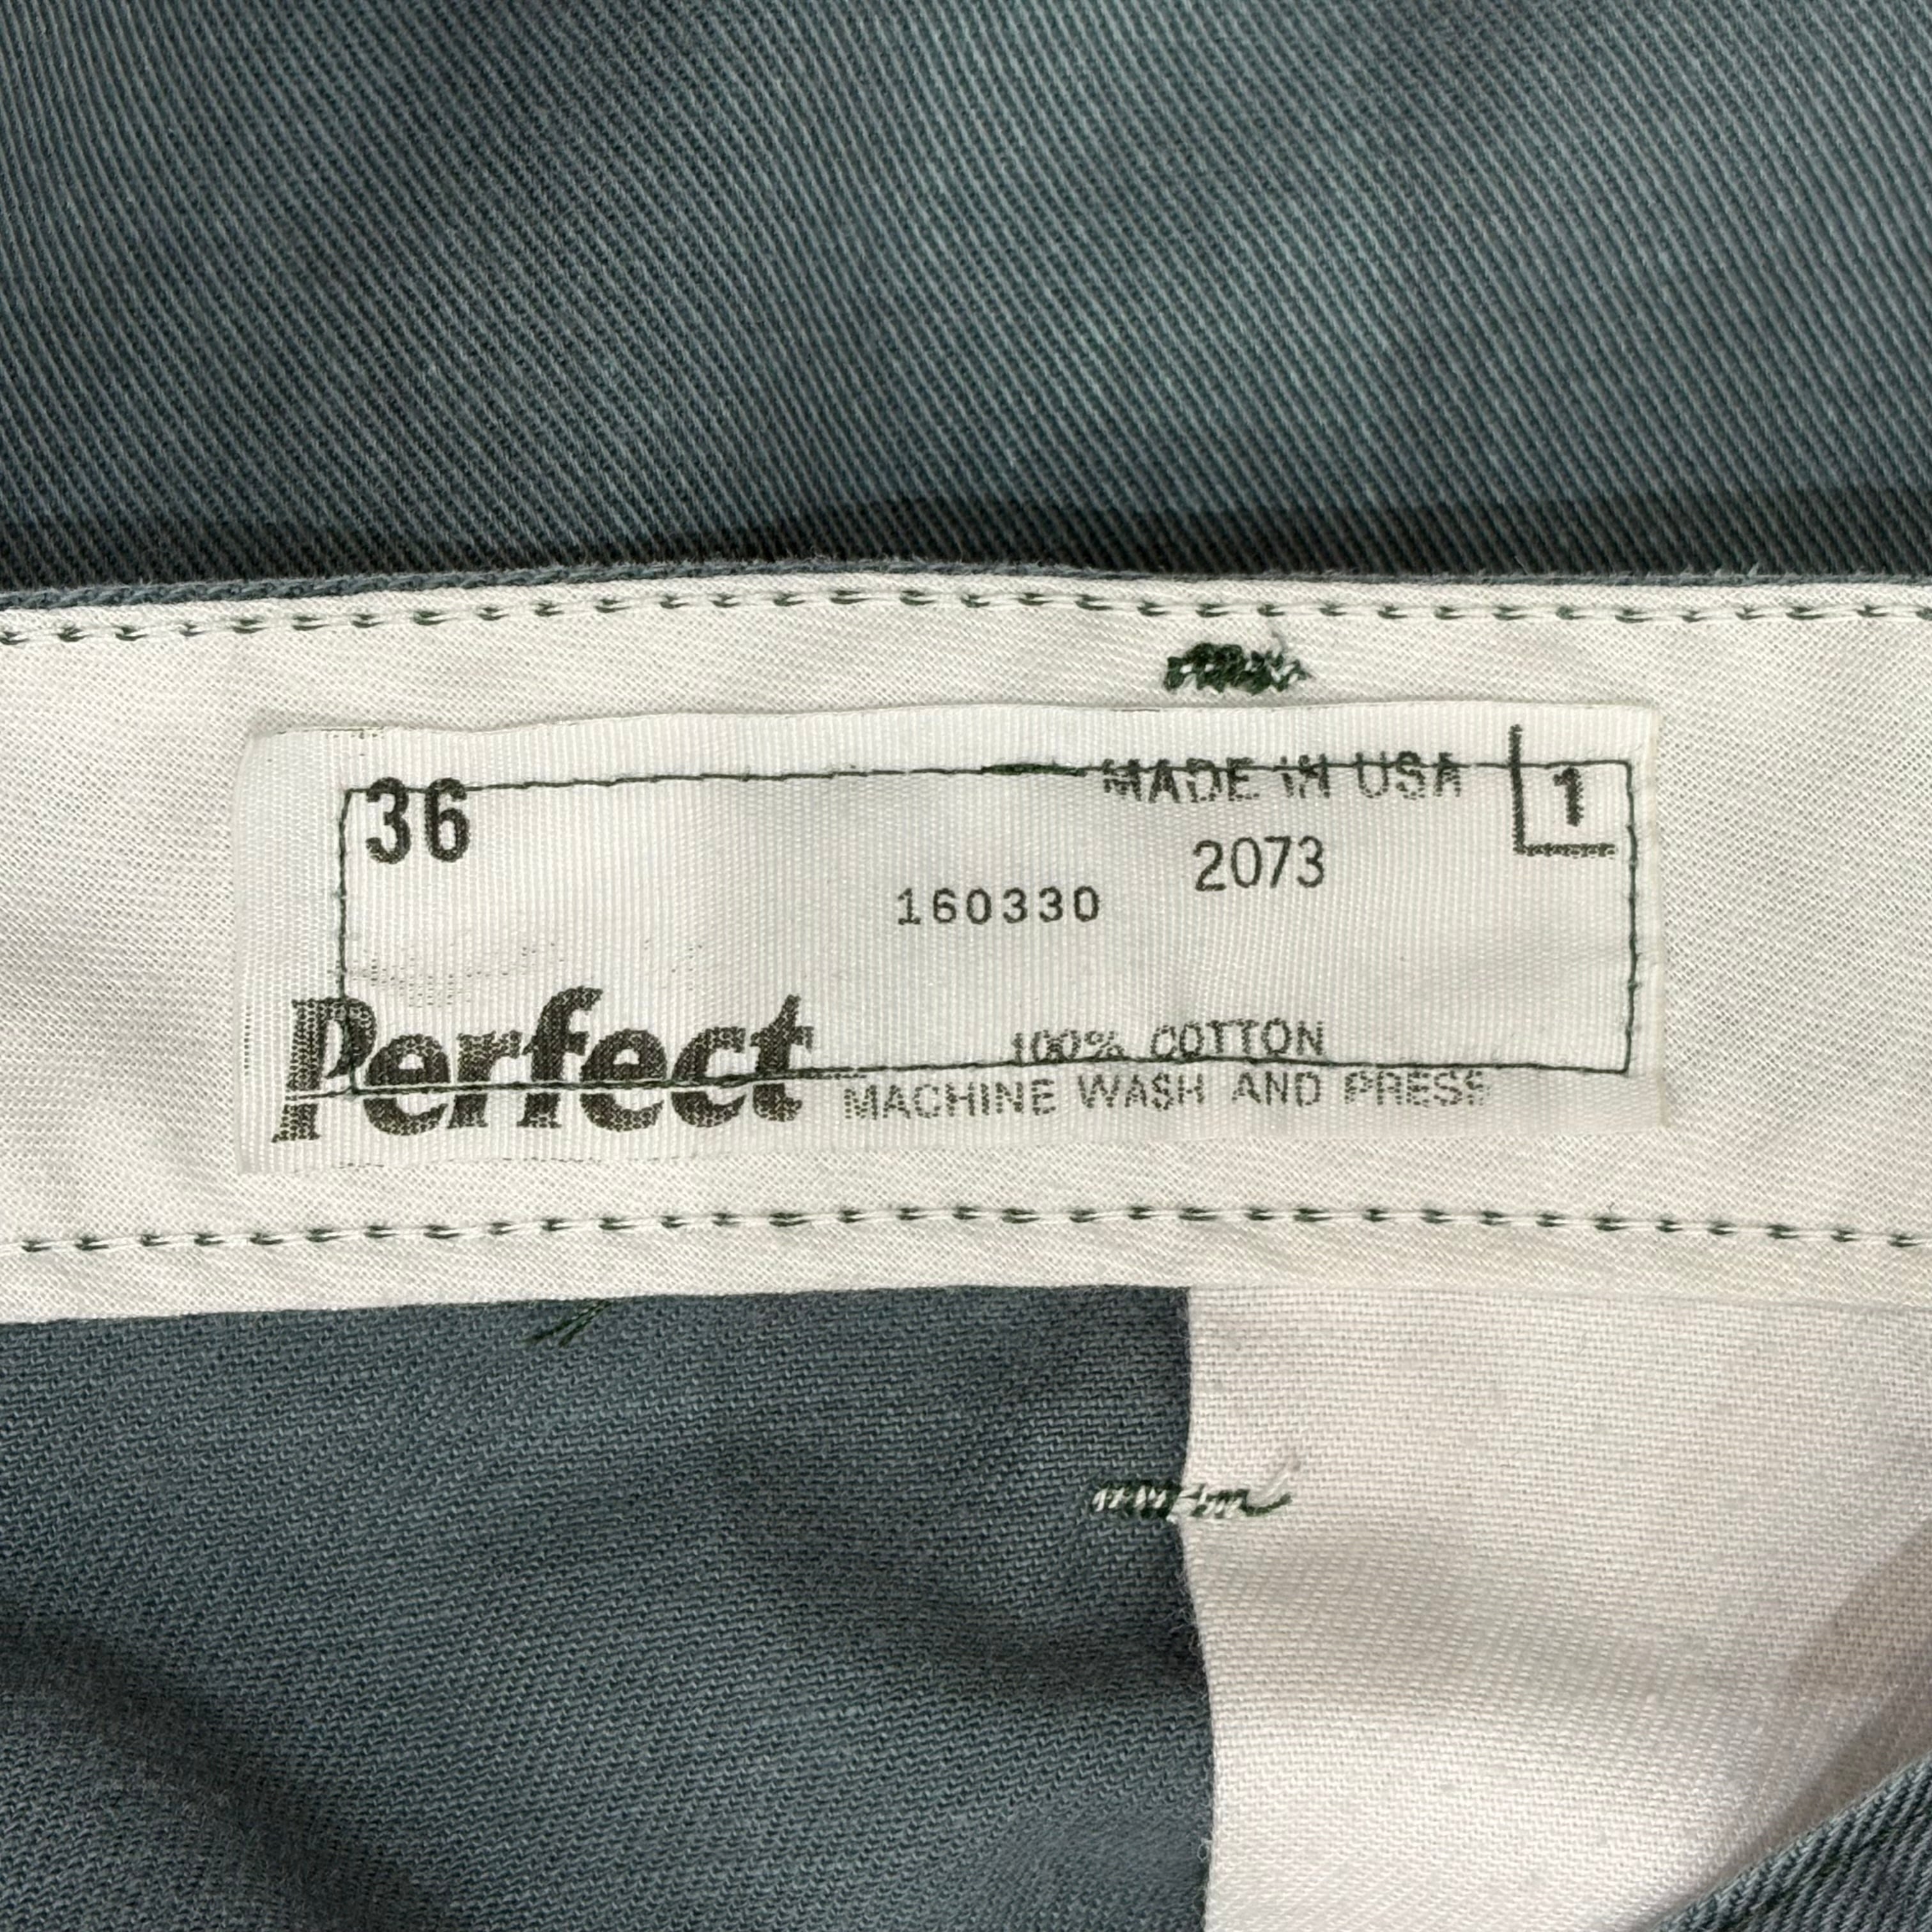 36
MADE IN USA
1
2073
160330
Perfect
100% COTTON
MACHINE WASH AND PRESS